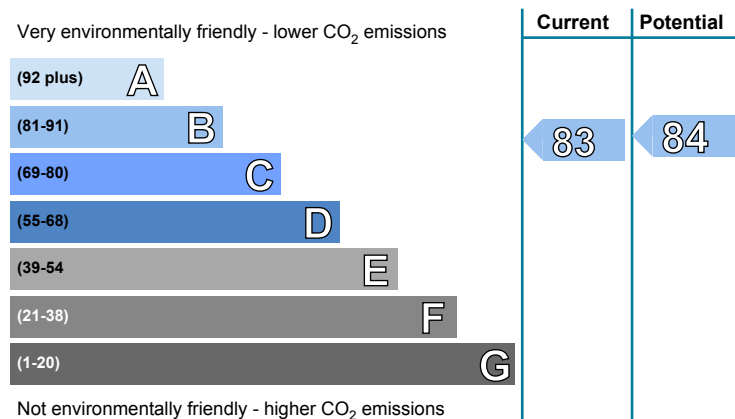 Very environmentally friendly - lower CO2 emissions
Current
Potential
(92 plus) A
(81-91) B
83
84
(69-80) C
(55-68) D
(39-54 E
(21-38) F
(1-20) G
Not environmentally friendly - higher CO2 emissions